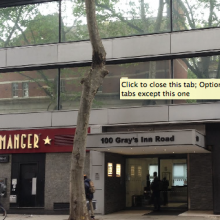 Click to close this tab; Optio
tabs except this one
MANGER
100 Gray's Inn Road